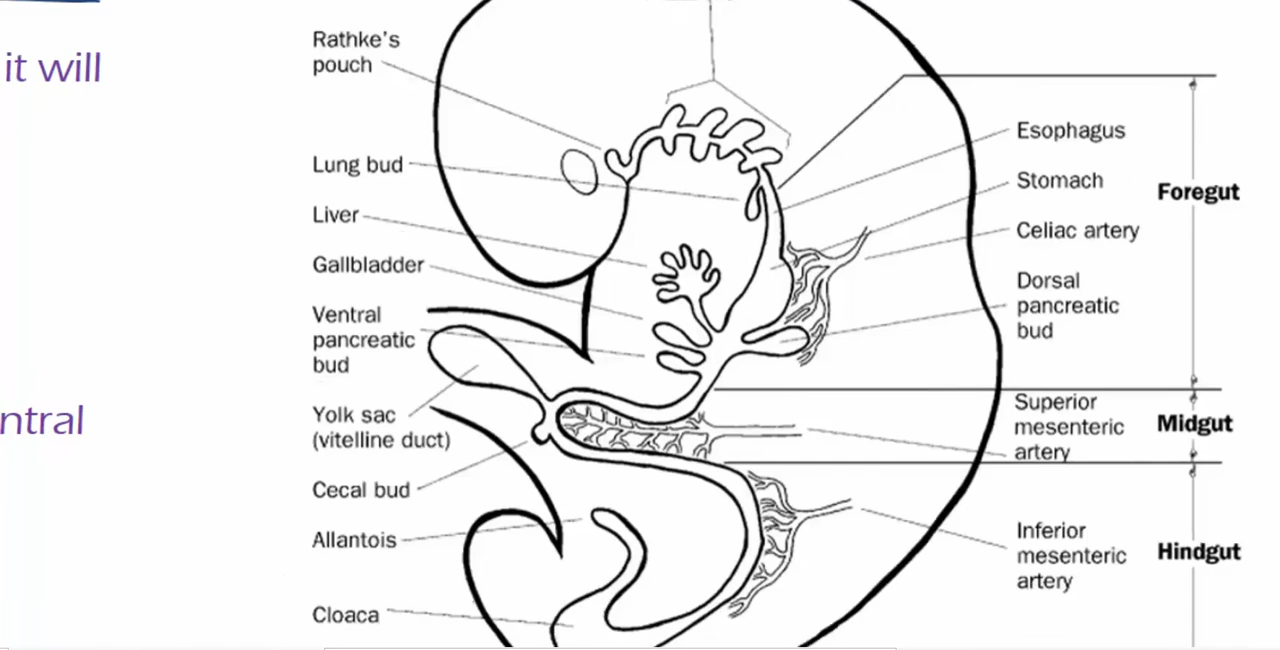 it will
ntral
Rathke's
pouch
Lung bud
Liver
Gallbladder
Ventral
pancreatic
bud
Yolk sac
(vitelline duct)
Cecal bud
Allantois
Cloaca
Esophagus
Stomach
Celiac artery
Dorsal
pancreatic
bud
Superior
mesenteric
artery
Inferior
mesenteric
artery
Foregut
Midgut
Hindgut